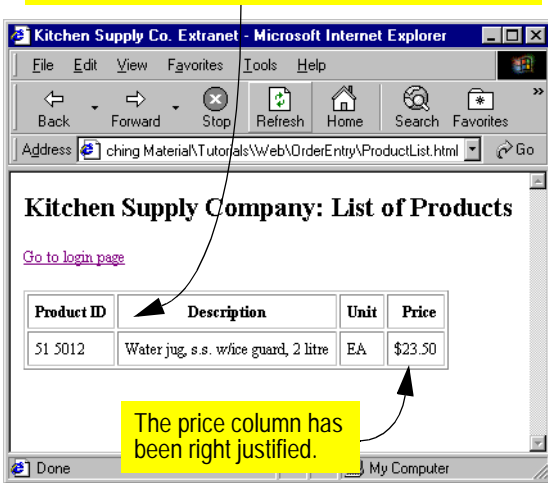 Kitchen Supply Co. Extranet - Microsoft Internet Explorer
File Edit View Favorites Tools Help
Back Forward Stop Refresh Home Search Favorites »
Address ching Material\Tutorials\Web\OrderEntry\ProductList.html Go
Kitchen Supply Company: List of Products
Go to login page
Product ID Description Unit Price
51 5012 Water jug, s.s. w/ice guard, 2 litre EA $23.50
The price column has
been right justified.
Done My Computer